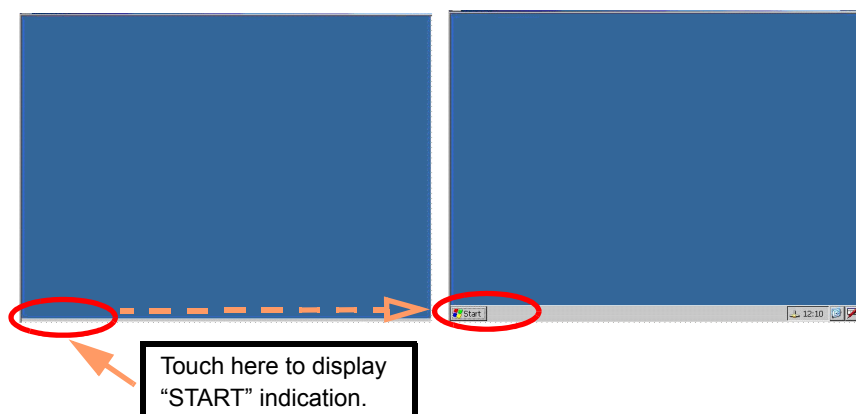 Start
12:10
Touch here to display
“START” indication.